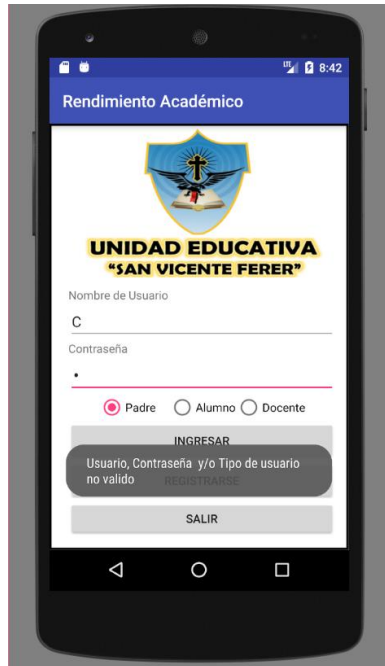 LTE 8:42
Rendimiento Académico
UNIDAD EDUCATIVA
“SAN VICENTE FERER”
Nombre de Usuario
C
Contraseña
•
Padre Alumno Docente
INGRESAR
Usuario, Contraseña y/o Tipo de usuario
no valido
REGISTRARSE
SALIR